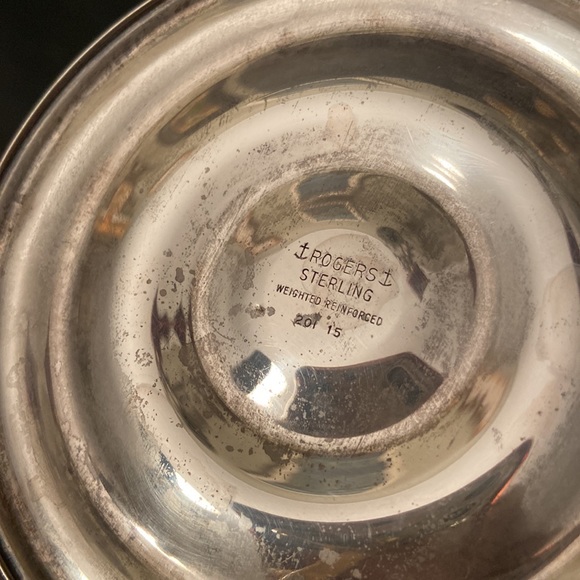 ⚓ROGERS⚓
STERLING
WEIGHTED REINFORCED
201 15